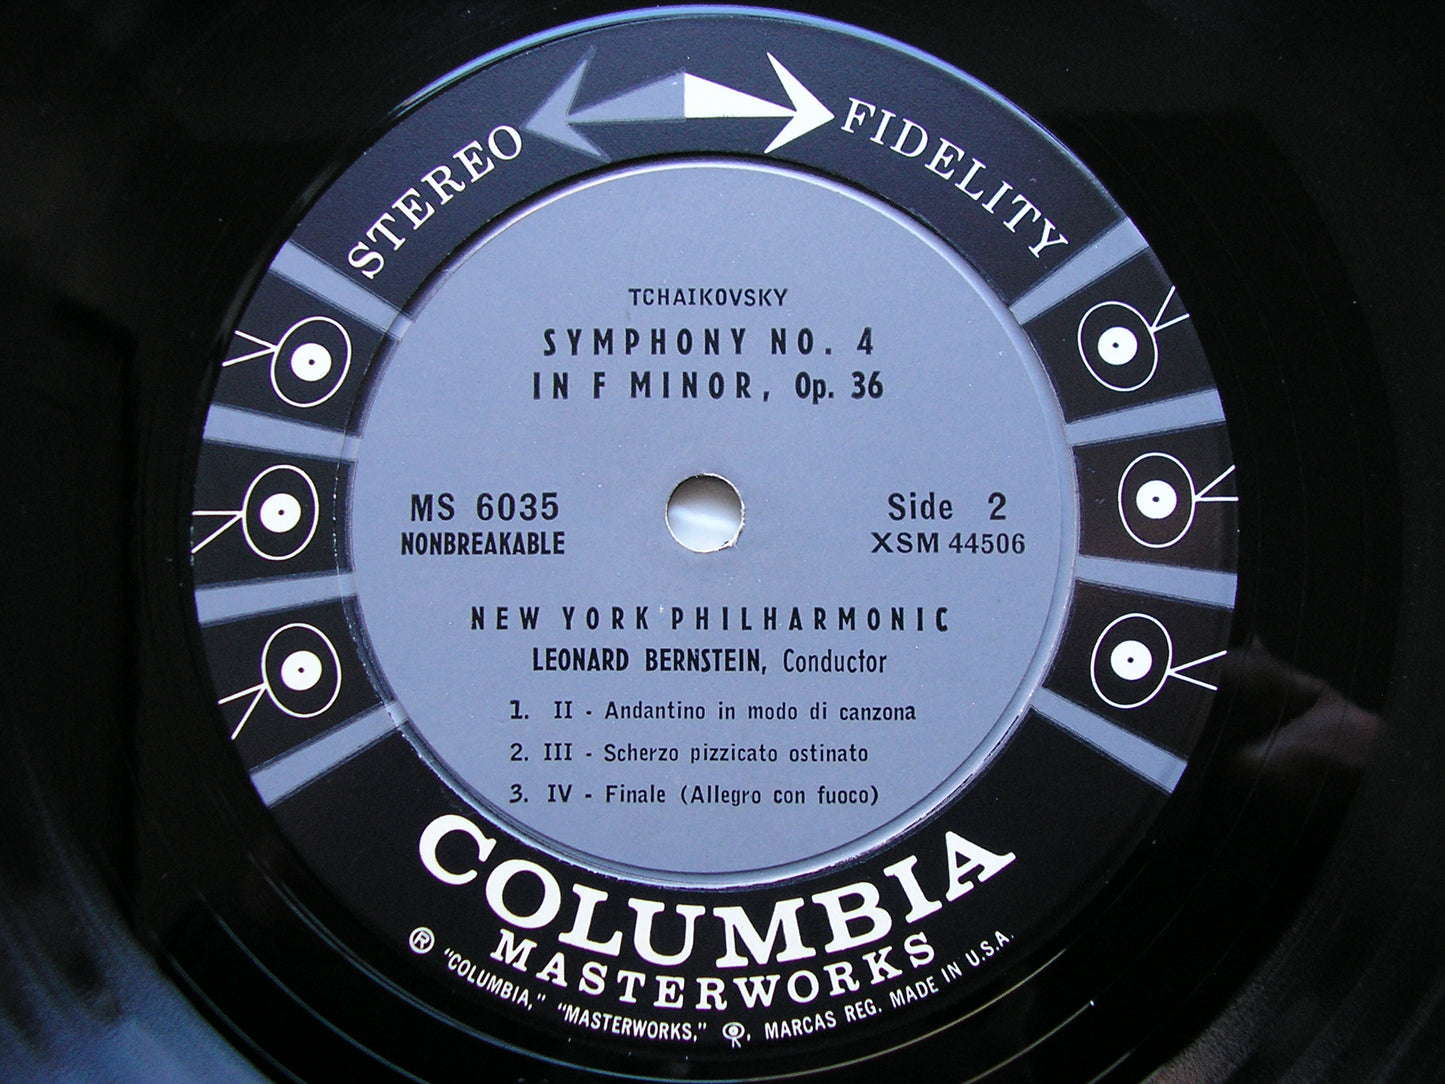 STEREO FIDELITY
TCHAIKOVSKY
SYMPHONY NO. 4
IN F MINOR, Op. 36
MS 6035
NONBREAKABLE
Side 2
XSM 44506
NEW YORK PHILHARMONIC
LEONARD BERNSTEIN, Conductor
1. II - Andantino in modo di canzona
2. III - Scherzo pizzicato ostinato
3. IV - Finale (Allegro con fuoco)
COLUMBIA
MASTERWORKS
® "COLUMBIA," "MASTERWORKS," , MARCAS REG. MADE IN U.S.A.